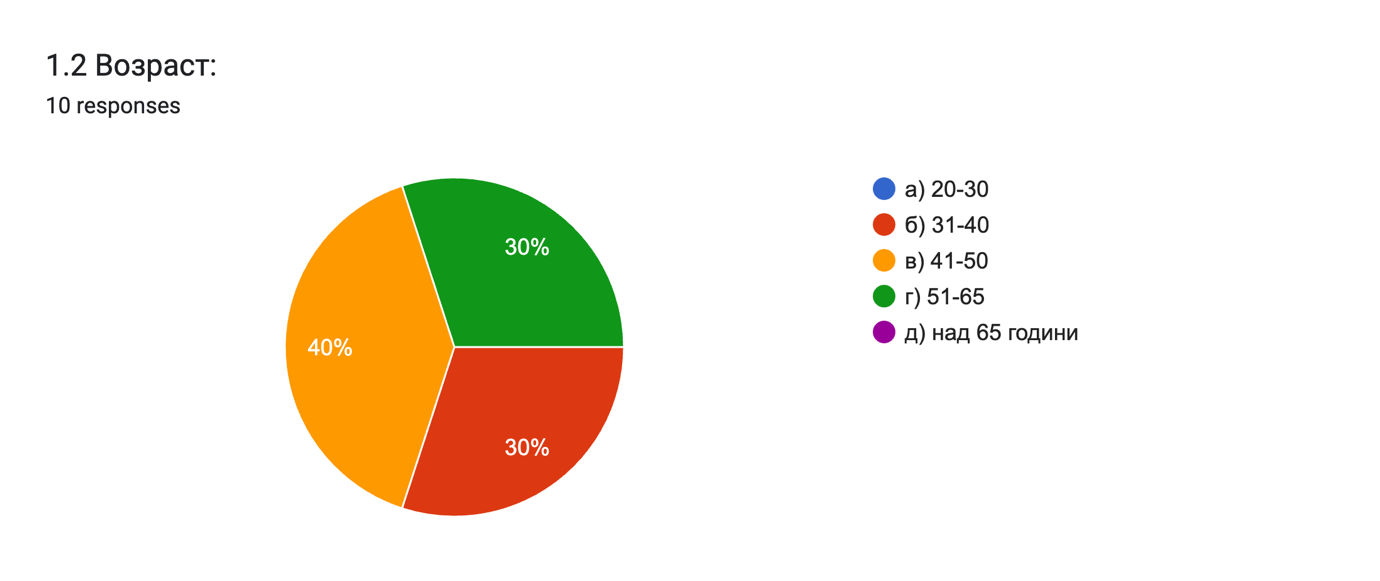 1.2 Возраст:
10 responses
30%
40%
30%
а) 20-30
б) 31-40
в) 41-50
г) 51-65
д) над 65 години